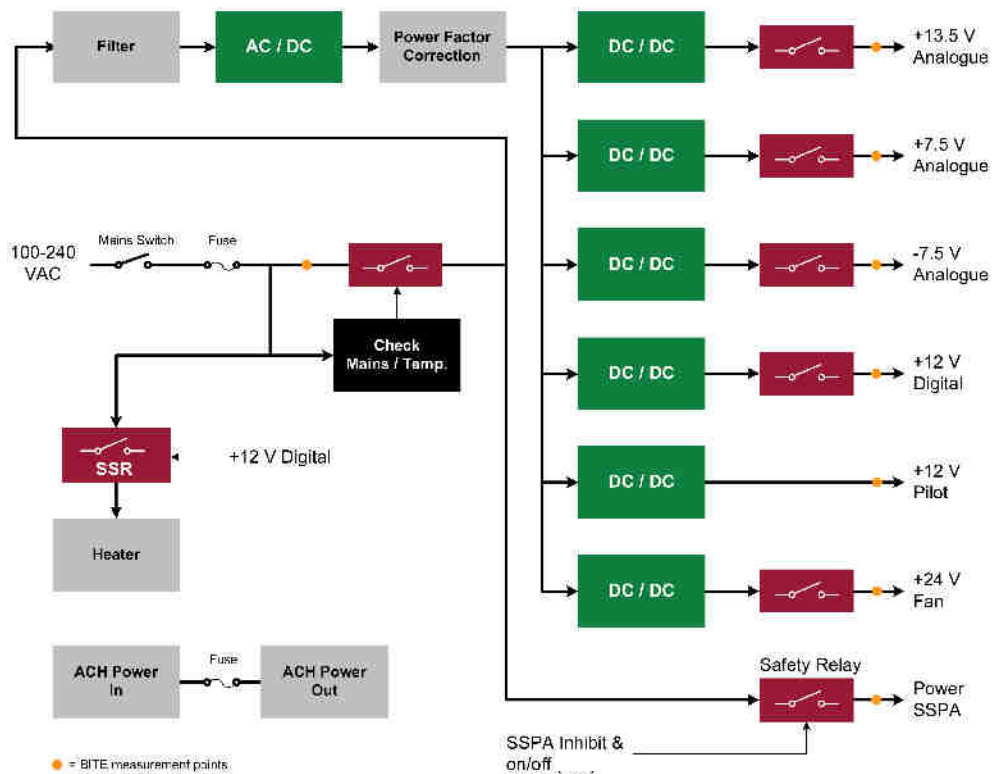 Filter
AC / DC
Power Factor
Correction
DC / DC
+13.5 V
Analogue
DC / DC
+7.5 V
Analogue
100-240
VAC
Mains Switch
Fuse
DC / DC
-7.5 V
Analogue
Check
Mains / Temp.
DC / DC
+12 V
Digital
SSR
+12 V Digital
DC / DC
+12 V
Pilot
Heater
DC / DC
+24 V
Fan
ACH Power
In
Fuse
ACH Power
Out
Safety Relay
Power
SSPA
SSPA Inhibit &
on/off
= BITE measurement points